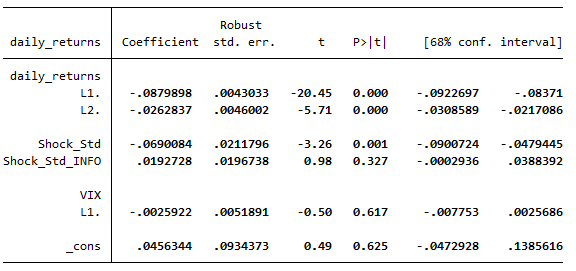 Robust
daily_returns Coefficient std. err. t P>|t| [68% conf. interval]
daily_returns
L1. -.0879898 .0043033 -20.45 0.000 -.0922697 -.08371
L2. -.0262837 .0046002 -5.71 0.000 -.0308589 -.0217086
Shock_Std -.0690084 .0211796 -3.26 0.001 -.0900724 -.0479445
Shock_Std_INFO .0192728 .0196738 0.98 0.327 -.0002936 .0388392
VIX
L1. -.0025922 .0051891 -0.50 0.617 -.007753 .0025686
_cons .0456344 .0934373 0.49 0.625 -.0472928 .1385616